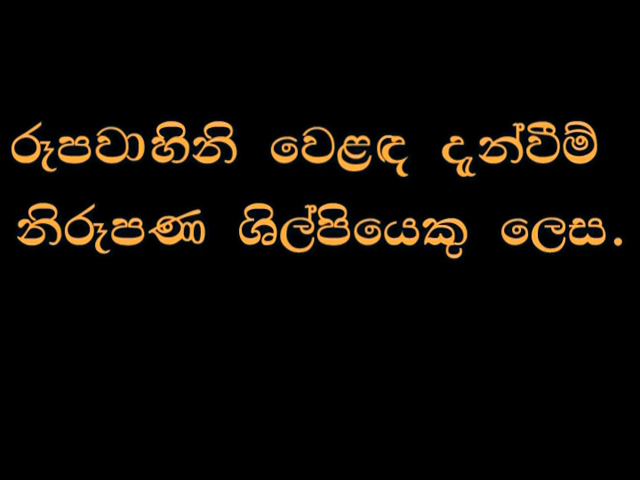 රූපවාහිනි වෙළඳ දැන්වීම්
නිරූපණ ශිල්පියෙකු ලෙස.